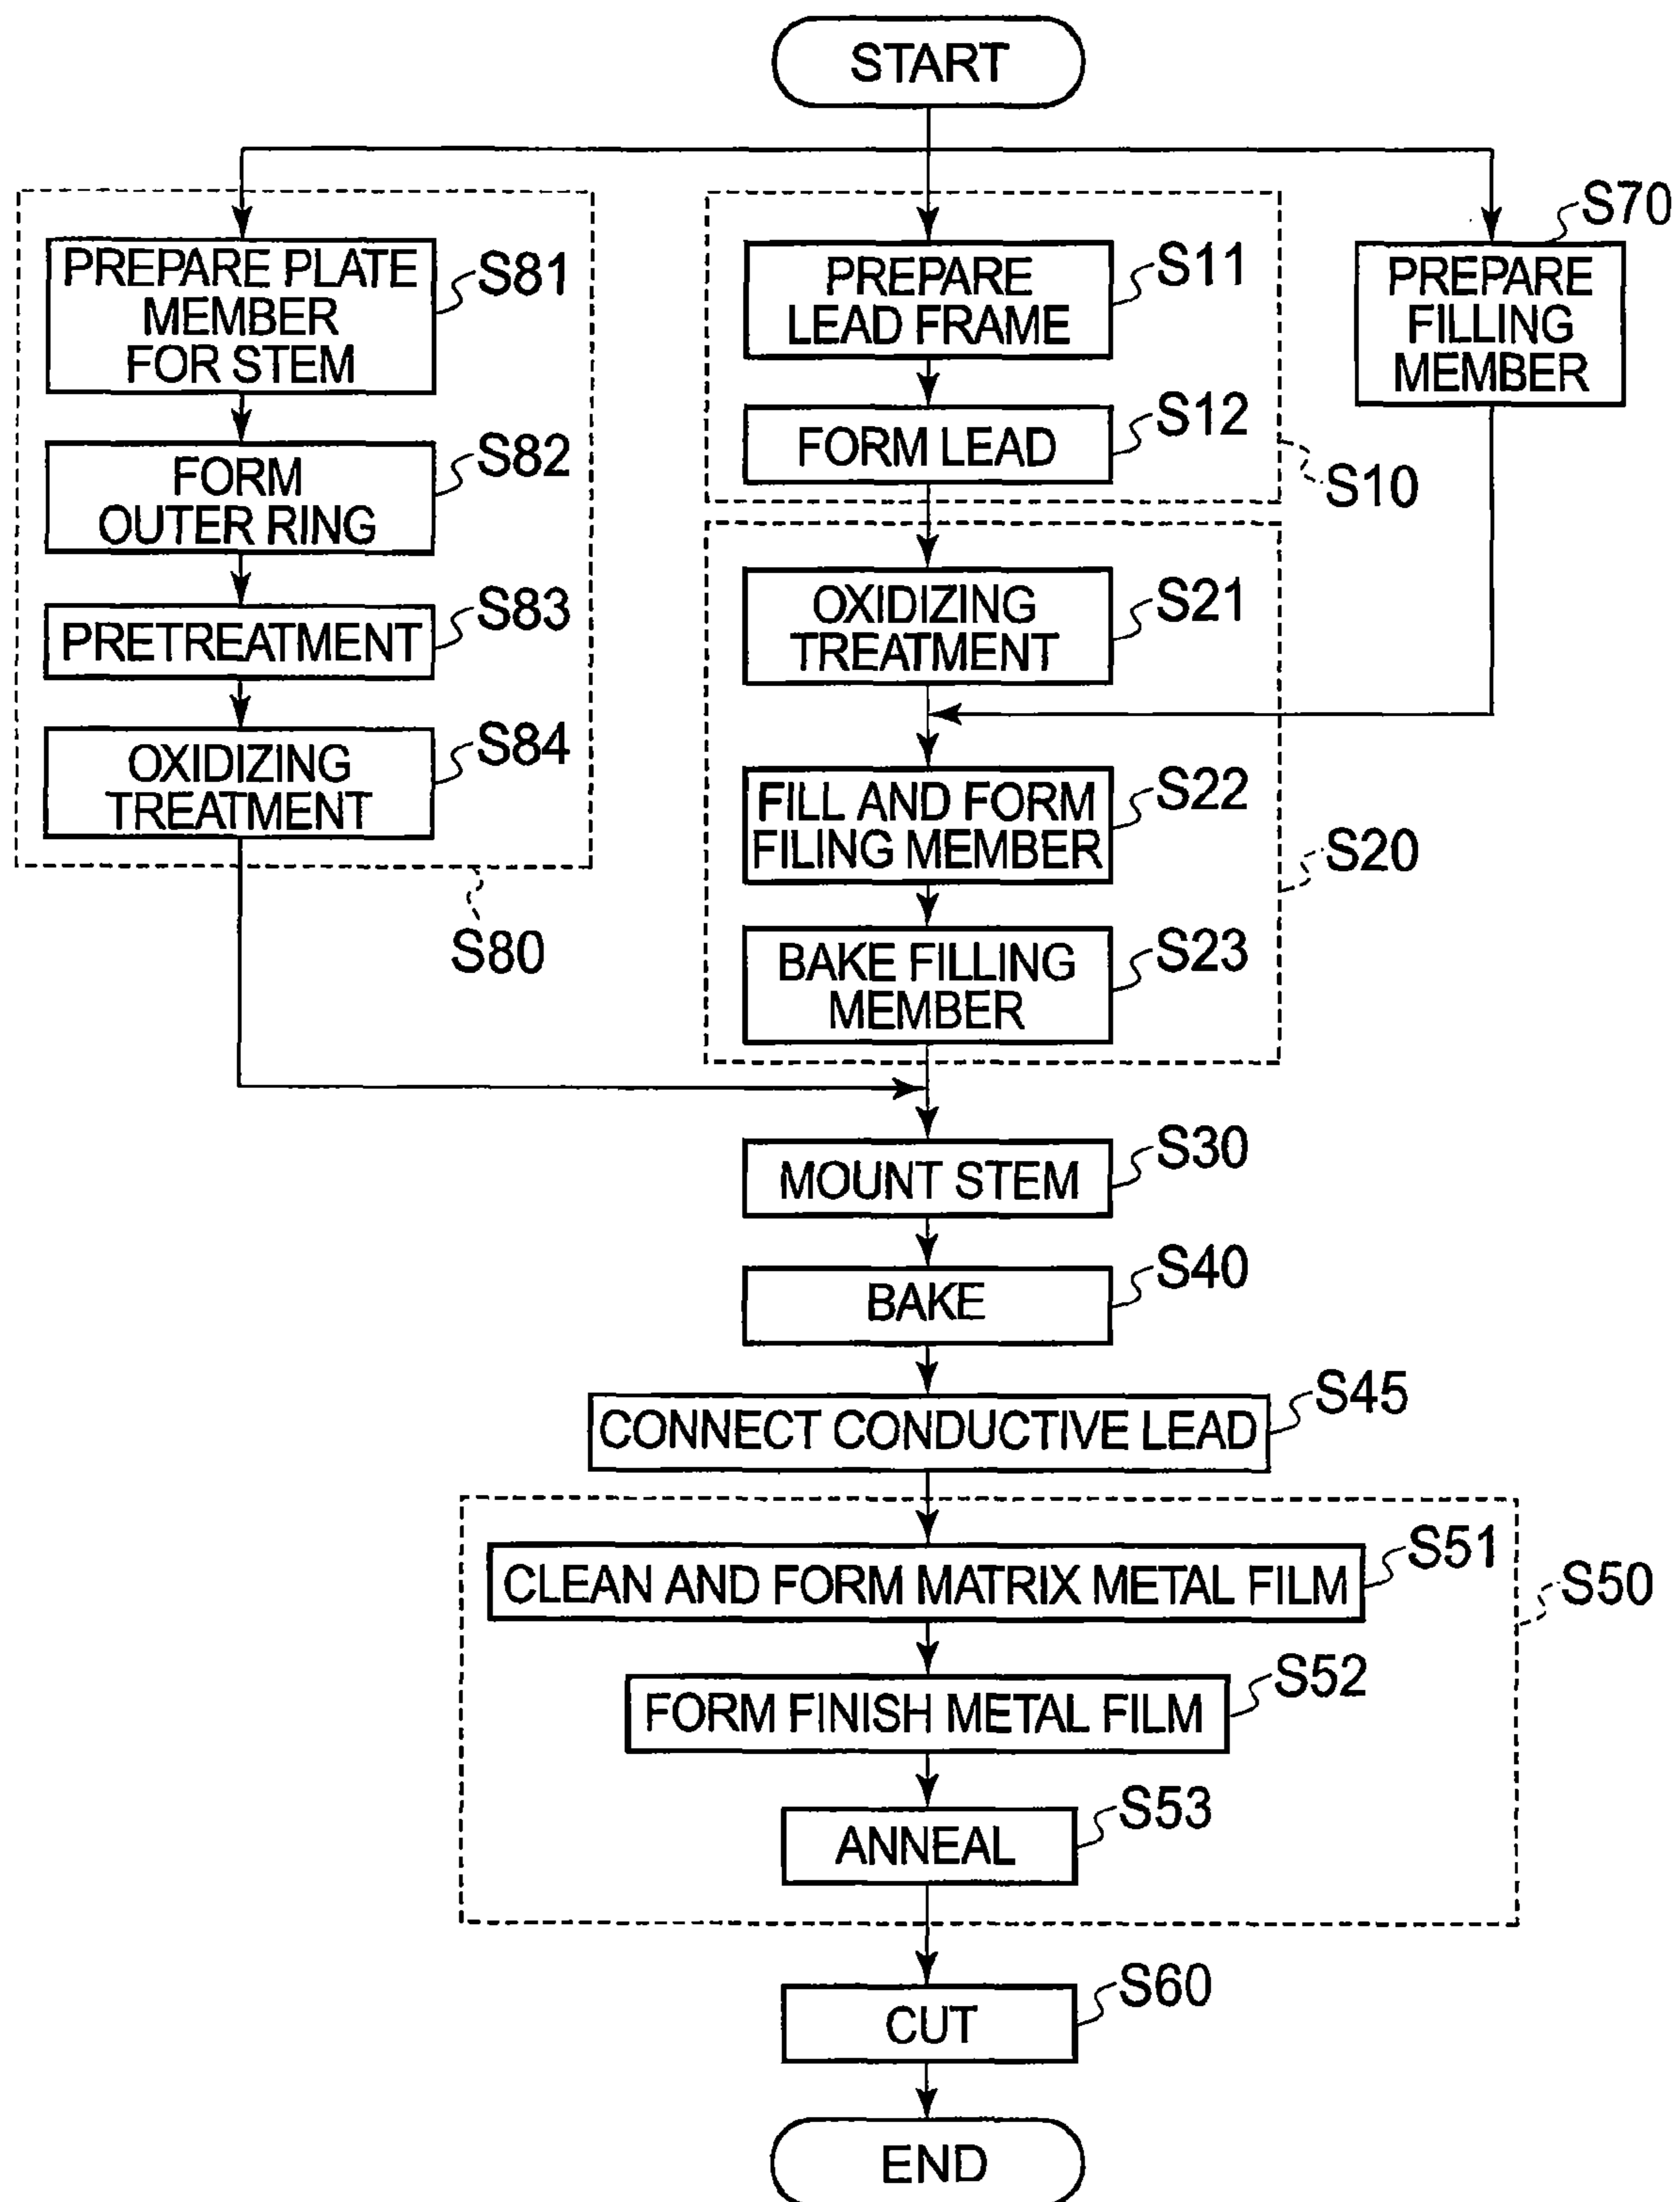 START
PREPARE PLATE
MEMBER
FOR STEM
S81
FORM
OUTER RING
S82
PRETREATMENT
S83
OXIDIZING
TREATMENT
S84
S80
PREPARE
LEAD FRAME
S11
FORM LEAD
S12
S10
S70
PREPARE
FILLING
MEMBER
OXIDIZING
TREATMENT
S21
FILL AND FORM
FILING MEMBER
S22
BAKE FILLING
MEMBER
S23
S20
MOUNT STEM
S30
BAKE
S40
CONNECT CONDUCTIVE LEAD
S45
CLEAN AND FORM MATRIX METAL FILM
S51
FORM FINISH METAL FILM
S52
ANNEAL
S53
S50
CUT
S60
END